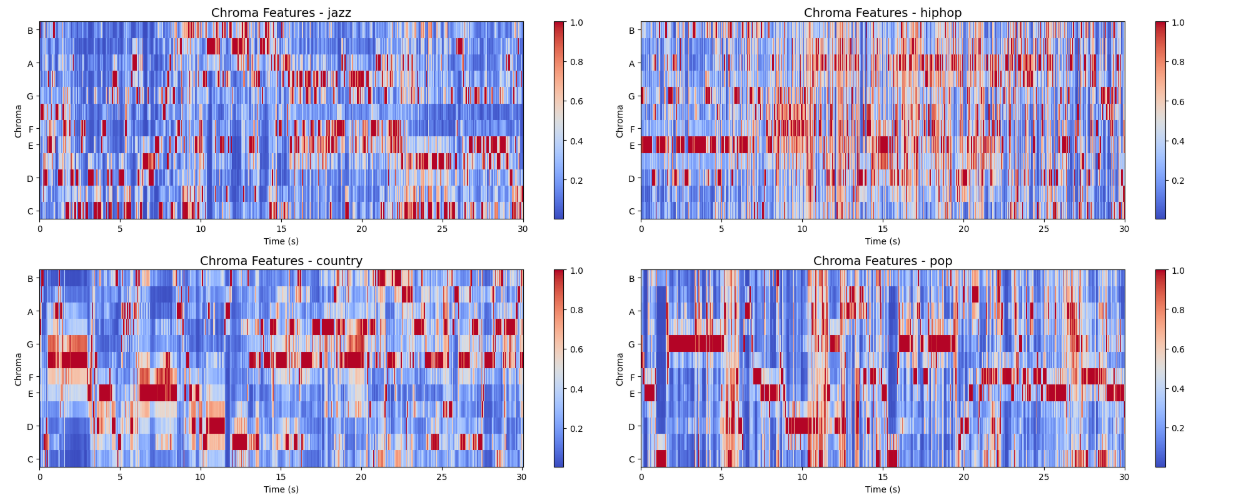 Chroma Features - jazz
B
A
G
F
E
D
C
Chroma
0 5 10 15 20 25 30
Time (s)
1.0
0.8
0.6
0.4
0.2
Chroma Features - hiphop
B
A
G
F
E
D
C
Chroma
0 5 10 15 20 25 30
Time (s)
1.0
0.8
0.6
0.4
0.2
Chroma Features - country
B
A
G
F
E
D
C
Chroma
0 5 10 15 20 25 30
Time (s)
1.0
0.8
0.6
0.4
0.2
Chroma Features - pop
B
A
G
F
E
D
C
Chroma
0 5 10 15 20 25 30
Time (s)
1.0
0.8
0.6
0.4
0.2